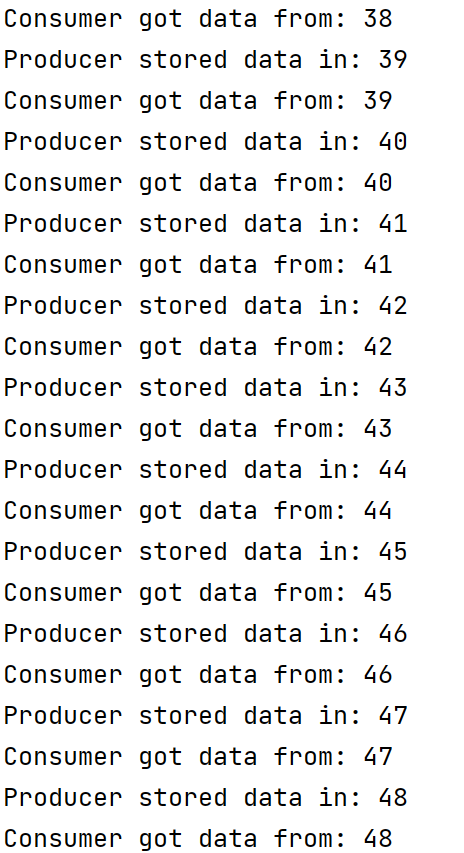 Consumer got data from: 38
Producer stored data in: 39
Consumer got data from: 39
Producer stored data in: 40
Consumer got data from: 40
Producer stored data in: 41
Consumer got data from: 41
Producer stored data in: 42
Consumer got data from: 42
Producer stored data in: 43
Consumer got data from: 43
Producer stored data in: 44
Consumer got data from: 44
Producer stored data in: 45
Consumer got data from: 45
Producer stored data in: 46
Consumer got data from: 46
Producer stored data in: 47
Consumer got data from: 47
Producer stored data in: 48
Consumer got data from: 48